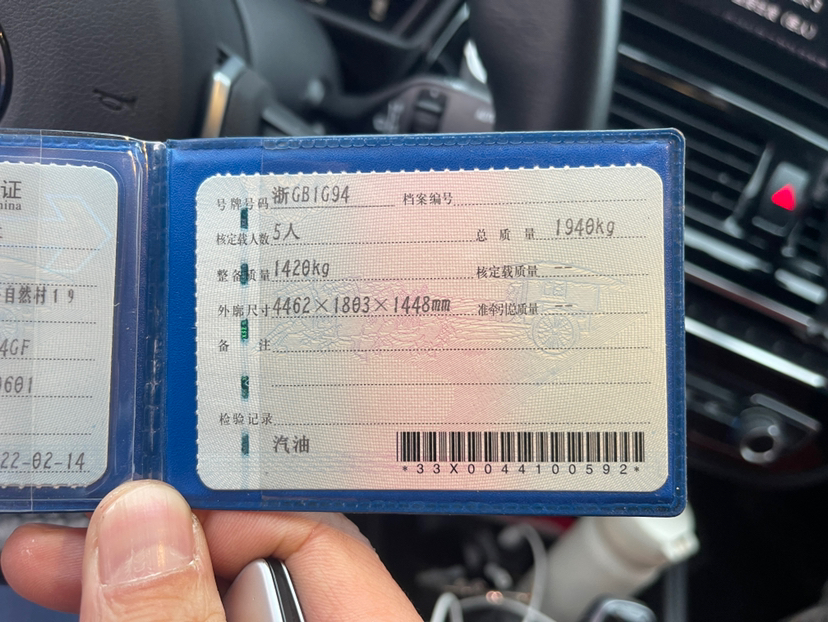 证
hina
自然村19
4GF
0601
22-02-14
号牌号码 浙GB1G94 档案编号
核定载人数 5人 总质量 1940kg
整备质量 1420kg 核定载质量 --
外廓尺寸 4462×1803×1448mm 准牵引总质量 --
备注
检验记录
汽油
*33X0044100592*